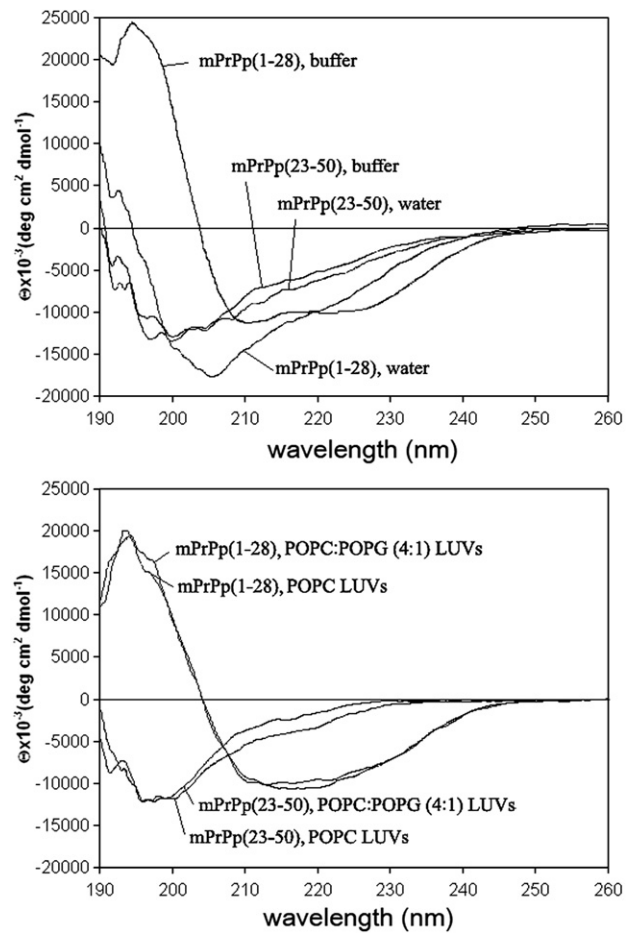 25000
20000
15000
10000
5000
0
-5000
-10000
-15000
-20000
Θx10⁻³(deg cm² dmol⁻¹)
mPrPp(1-28), buffer
mPrPp(23-50), buffer
mPrPp(23-50), water
mPrPp(1-28), water
190 200 210 220 230 240 250 260
wavelength (nm)
25000
20000
15000
10000
5000
0
-5000
-10000
-15000
-20000
Θx10⁻³(deg cm² dmol⁻¹)
mPrPp(1-28), POPC:POPG (4:1) LUVs
mPrPp(1-28), POPC LUVs
mPrPp(23-50), POPC:POPG (4:1) LUVs
mPrPp(23-50), POPC LUVs
190 200 210 220 230 240 250 260
wavelength (nm)